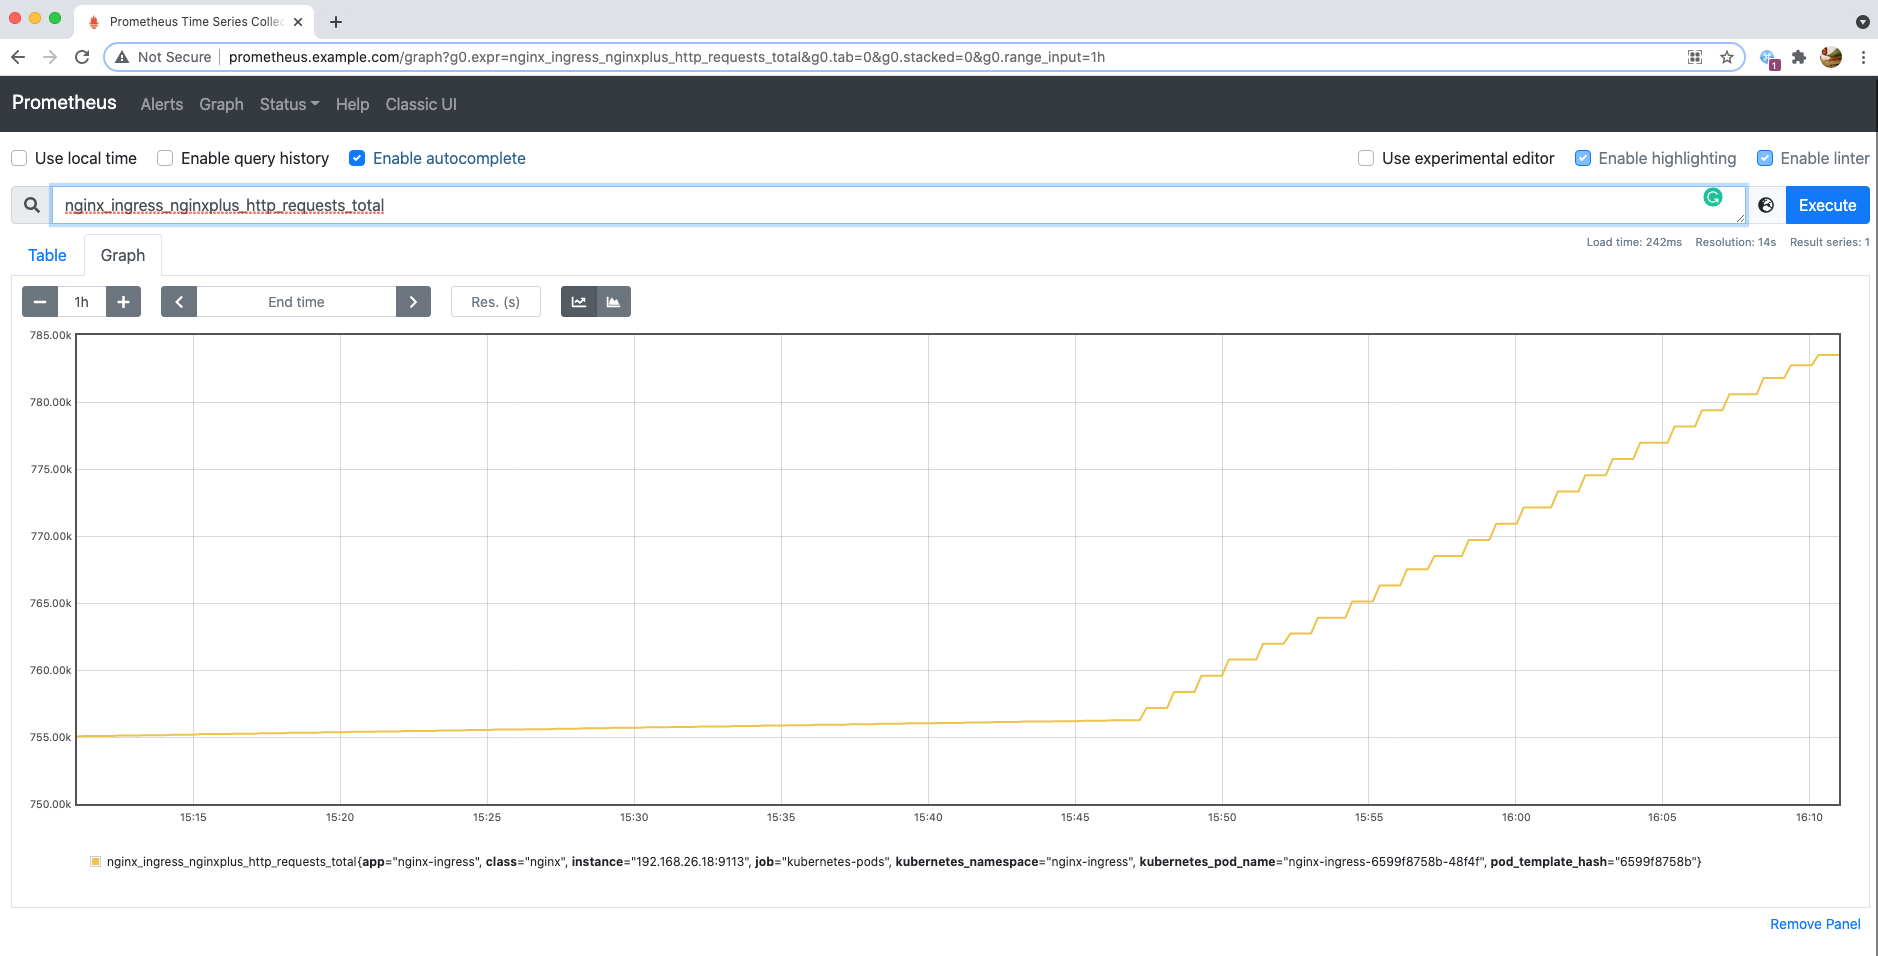 Prometheus Time Series Collec
Not Secure prometheus.example.com/graph?g0.expr=nginx_ingress_nginxplus_http_requests_total&g0.tab=0&g0.stacked=0&g0.range_input=1h
1
Prometheus Alerts Graph Status Help Classic UI
Use local time Enable query history Enable autocomplete Use experimental editor Enable highlighting Enable linter
nginx_ingress_nginxplus_http_requests_total Execute
Load time: 242ms Resolution: 14s Result series: 1
Table Graph
1h End time Res. (s)
785.00k
780.00k
775.00k
770.00k
765.00k
760.00k
755.00k
750.00k
15:15 15:20 15:25 15:30 15:35 15:40 15:45 15:50 15:55 16:00 16:05 16:10
nginx_ingress_nginxplus_http_requests_total{app="nginx-ingress", class="nginx", instance="192.168.26.18:9113", job="kubernetes-pods", kubernetes_namespace="nginx-ingress", kubernetes_pod_name="nginx-ingress-6599f8758b-48f4f", pod_template_hash="6599f8758b"}
Remove Panel